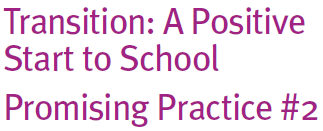 Transition: A Positive
Start to School
Promising Practice #2